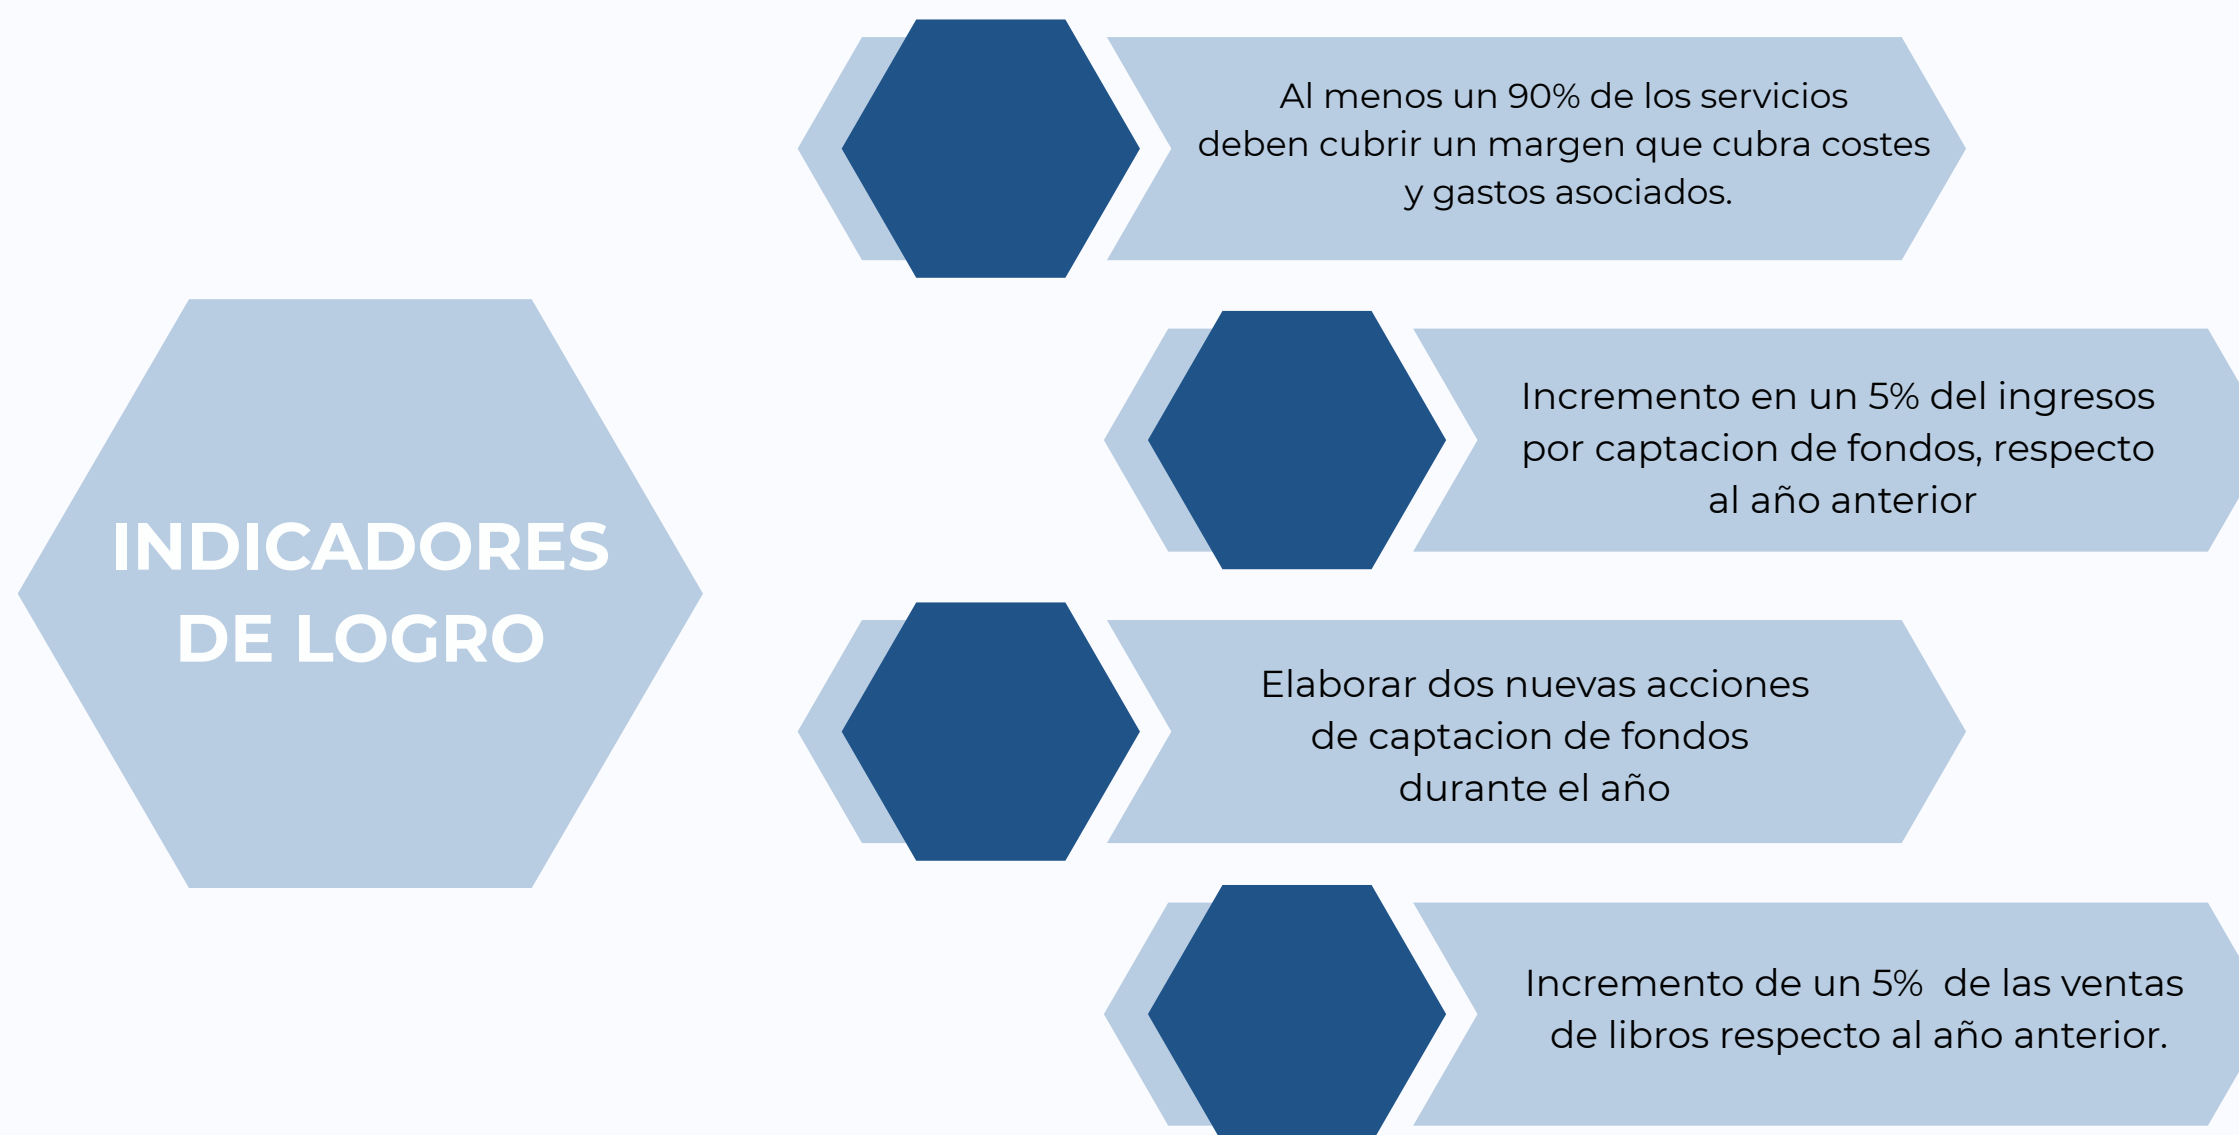 INDICADORES
DE LOGRO
Al menos un 90% de los servicios
deben cubrir un margen que cubra costes
y gastos asociados.
Incremento en un 5% del ingresos
por captacion de fondos, respecto
al año anterior
Elaborar dos nuevas acciones
de captacion de fondos
durante el año
Incremento de un 5%  de las ventas
de libros respecto al año anterior.